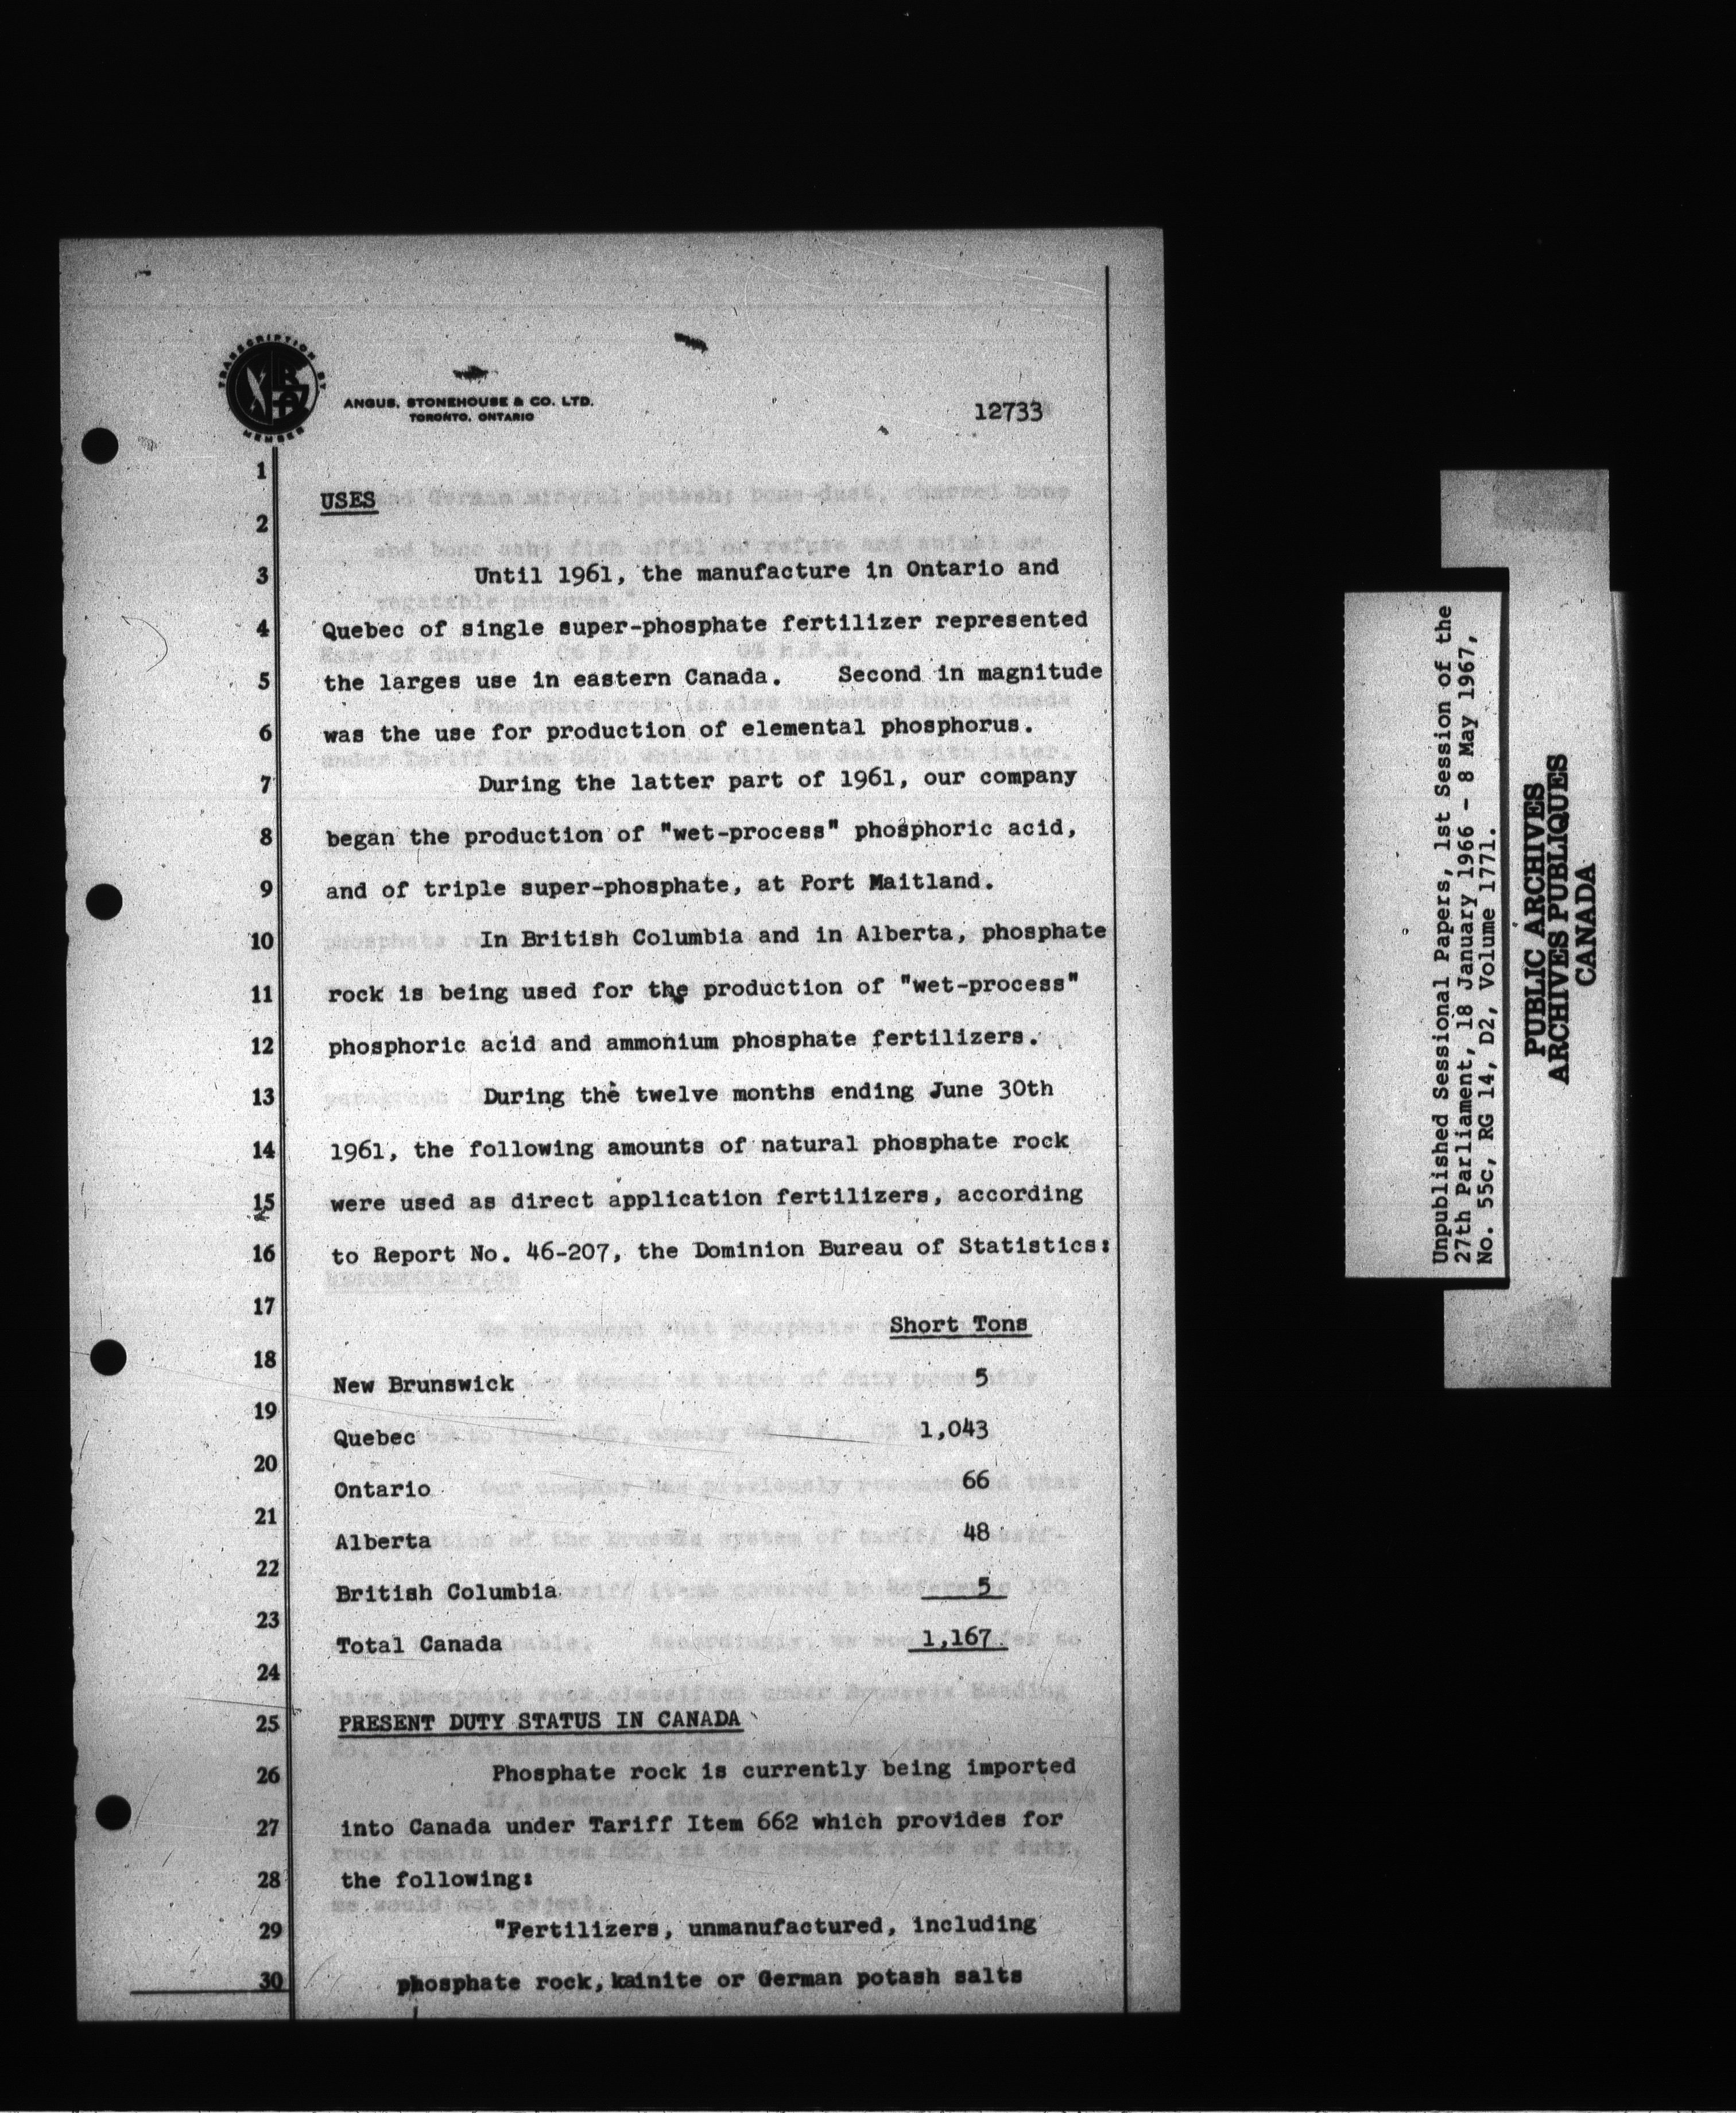 TRANSCRIPTION BY
MEMBER
ANGUS, STONEHOUSE & CO. LTD.
TORONTO, ONTARIO
12733
1
USES
2
3 Until 1961, the manufacture in Ontario and
4 Quebec of single super-phosphate fertilizer represented
5 the larges use in eastern Canada. Second in magnitude
6 was the use for production of elemental phosphorus.
7 During the latter part of 1961, our company
8 began the production of "wet-process" phosphoric acid,
9 and of triple super-phosphate, at Port Maitland.
10 In British Columbia and in Alberta, phosphate
11 rock is being used for the production of "wet-process"
12 phosphoric acid and ammonium phosphate fertilizers.
13 During the twelve months ending June 30th
14 1961, the following amounts of natural phosphate rock
15 were used as direct application fertilizers, according
16 to Report No. 46-207, the Dominion Bureau of Statistics:
17
Short Tons
18
New Brunswick 5
19
Quebec 1,043
20
Ontario 66
21
Alberta 48
22
British Columbia 5
23
Total Canada 1,167
24
25 PRESENT DUTY STATUS IN CANADA
26 Phosphate rock is currently being imported
27 into Canada under Tariff Item 662 which provides for
28 the following:
29 "Fertilizers, unmanufactured, including
30 phosphate rock, kainite or German potash salts
Unpublished Sessional Papers, 1st Session of the
27th Parliament, 18 January 1966 - 8 May 1967,
No. 55c, RG 14, D2, Volume 1771.
PUBLIC ARCHIVES
ARCHIVES PUBLIQUES
CANADA